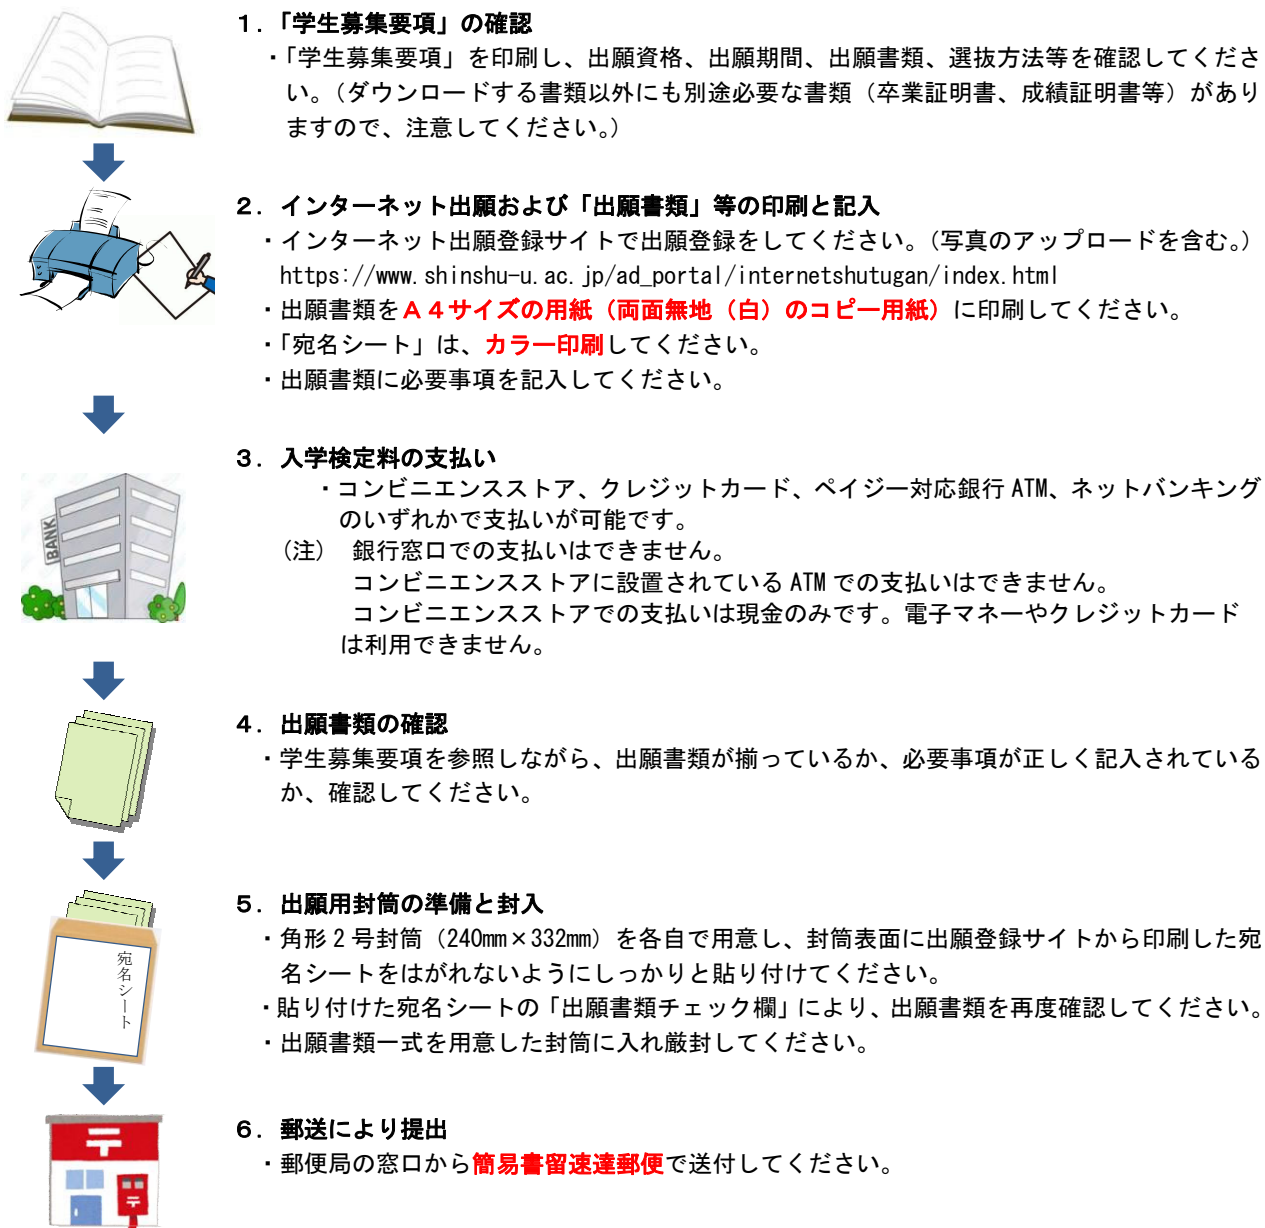 １．「学生募集要項」の確認
・「学生募集要項」を印刷し、出願資格、出願期間、出願書類、選抜方法等を確認してくださ
い。（ダウンロードする書類以外にも別途必要な書類（卒業証明書、成績証明書等）があり
ますので、注意してください。）
２．インターネット出願および「出願書類」等の印刷と記入
・インターネット出願登録サイトで出願登録をしてください。（写真のアップロードを含む。）
https://www.shinshu-u.ac.jp/ad_portal/internetshutugan/index.html
・出願書類をＡ４サイズの用紙（両面無地（白）のコピー用紙）に印刷してください。
・「宛名シート」は、カラー印刷してください。
・出願書類に必要事項を記入してください。
３．入学検定料の支払い
・コンビニエンスストア、クレジットカード、ペイジー対応銀行 ATM、ネットバンキング
のいずれかで支払いが可能です。
（注） 銀行窓口での支払いはできません。
コンビニエンスストアに設置されている ATM での支払いはできません。
コンビニエンスストアでの支払いは現金のみです。電子マネーやクレジットカード
は利用できません。
BANK
４．出願書類の確認
・学生募集要項を参照しながら、出願書類が揃っているか、必要事項が正しく記入されている
か、確認してください。
５．出願用封筒の準備と封入
・角形 2 号封筒（240mm×332mm）を各自で用意し、封筒表面に出願登録サイトから印刷した宛
名シートをはがれないようにしっかりと貼り付けてください。
・貼り付けた宛名シートの「出願書類チェック欄」により、出願書類を再度確認してください。
・出願書類一式を用意した封筒に入れ厳封してください。
宛名シート
６．郵送により提出
・郵便局の窓口から簡易書留速達郵便で送付してください。
〒
〒